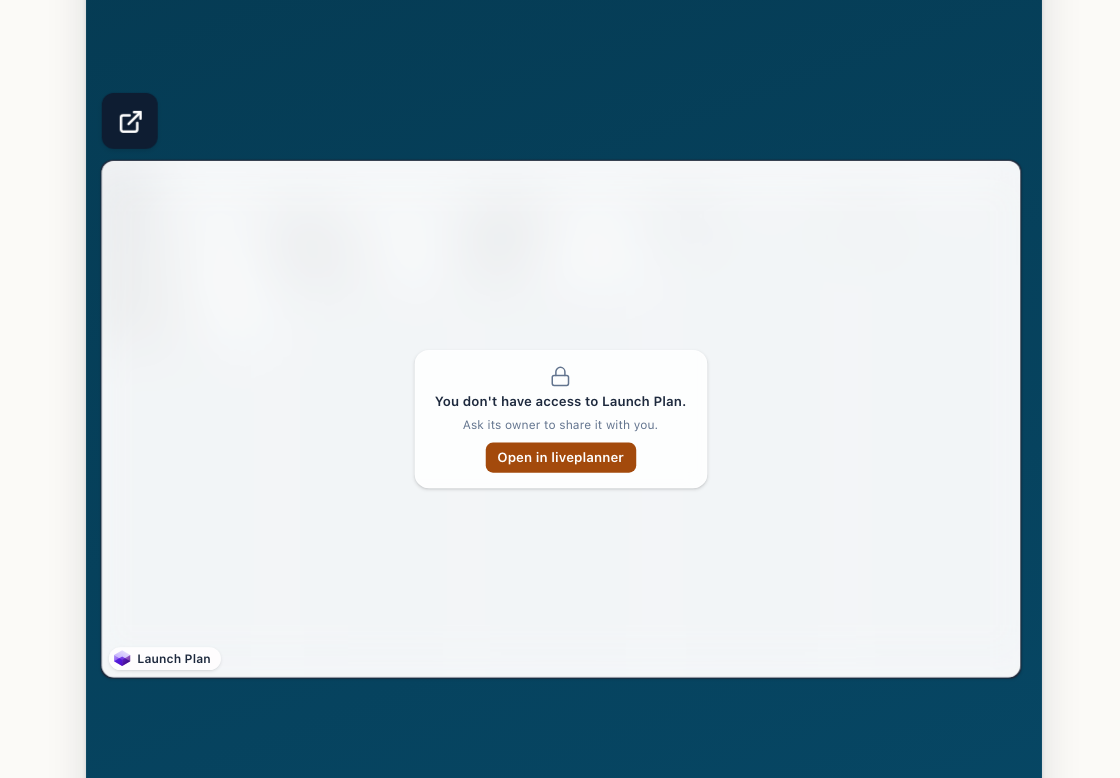 You don't have access to Launch Plan.
Ask its owner to share it with you.
Open in liveplanner
Launch Plan